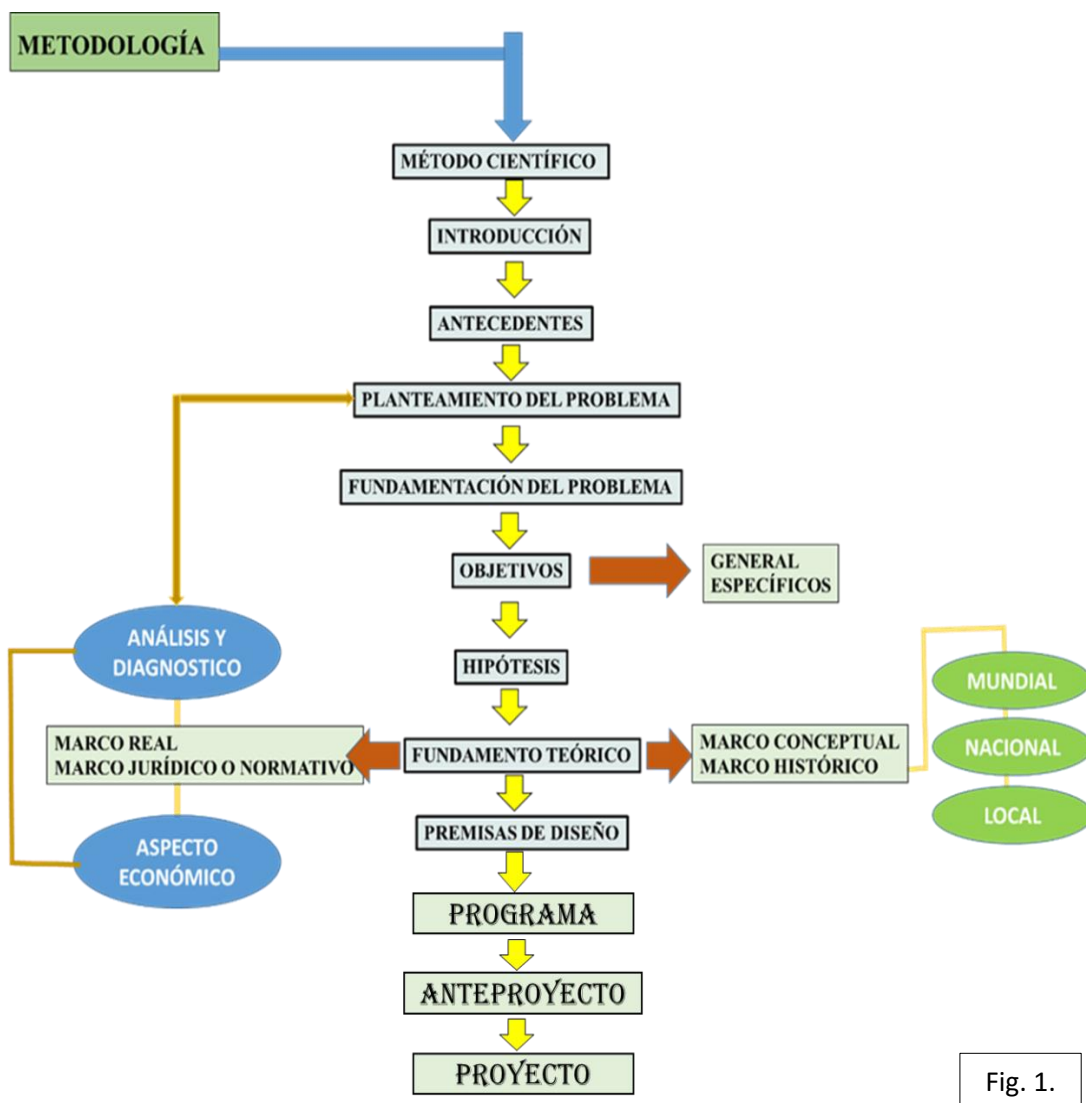 METODOLOGÍA
MÉTODO CIENTÍFICO
INTRODUCCIÓN
ANTECEDENTES
PLANTEAMIENTO DEL PROBLEMA
FUNDAMENTACIÓN DEL PROBLEMA
OBJETIVOS
GENERAL
ESPECÍFICOS
HIPÓTESIS
ANÁLISIS Y
DIAGNOSTICO
MARCO REAL
MARCO JURÍDICO O NORMATIVO
ASPECTO
ECONÓMICO
FUNDAMENTO TEÓRICO
MARCO CONCEPTUAL
MARCO HISTÓRICO
MUNDIAL
NACIONAL
LOCAL
PREMISAS DE DISEÑO
PROGRAMA
ANTEPROYECTO
PROYECTO
Fig. 1.